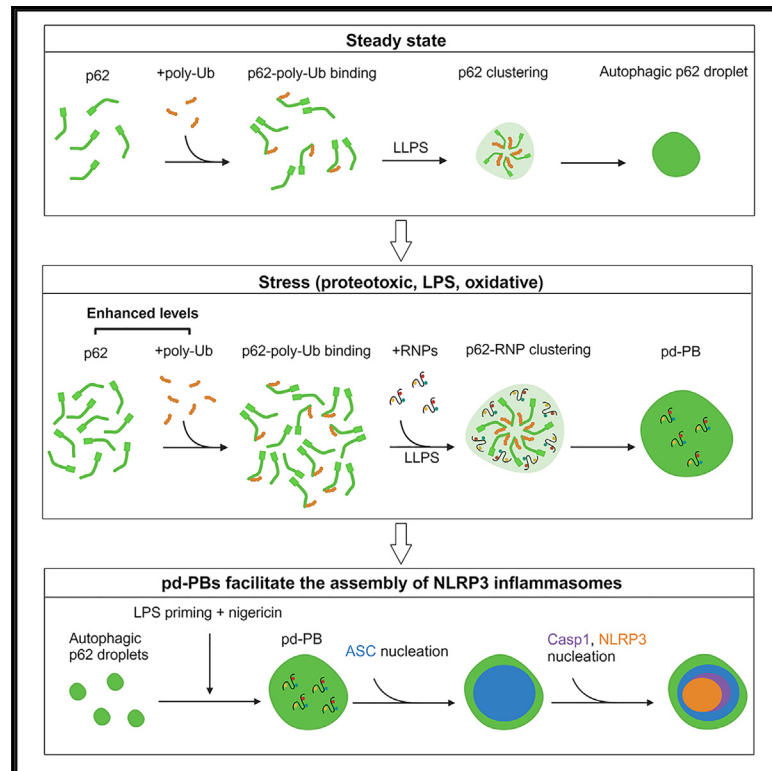 Steady state
p62
+poly-Ub
p62-poly-Ub binding
p62 clustering
Autophagic p62 droplet
LLPS
Stress (proteotoxic, LPS, oxidative)
Enhanced levels
p62
+poly-Ub
p62-poly-Ub binding
+RNPs
p62-RNP clustering
pd-PB
LLPS
pd-PBs facilitate the assembly of NLRP3 inflammasomes
LPS priming + nigericin
Autophagic
p62 droplets
pd-PB
ASC nucleation
Casp1, NLRP3
nucleation